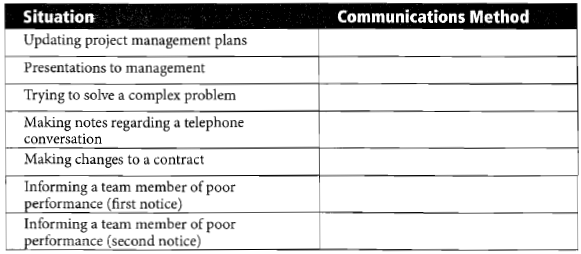 Situation Communications Method
Updating project management plans
Presentations to management
Trying to solve a complex problem
Making notes regarding a telephone
conversation
Making changes to a contract
Informing a team member of poor
performance (first notice)
Informing a team member of poor
performance (second notice)